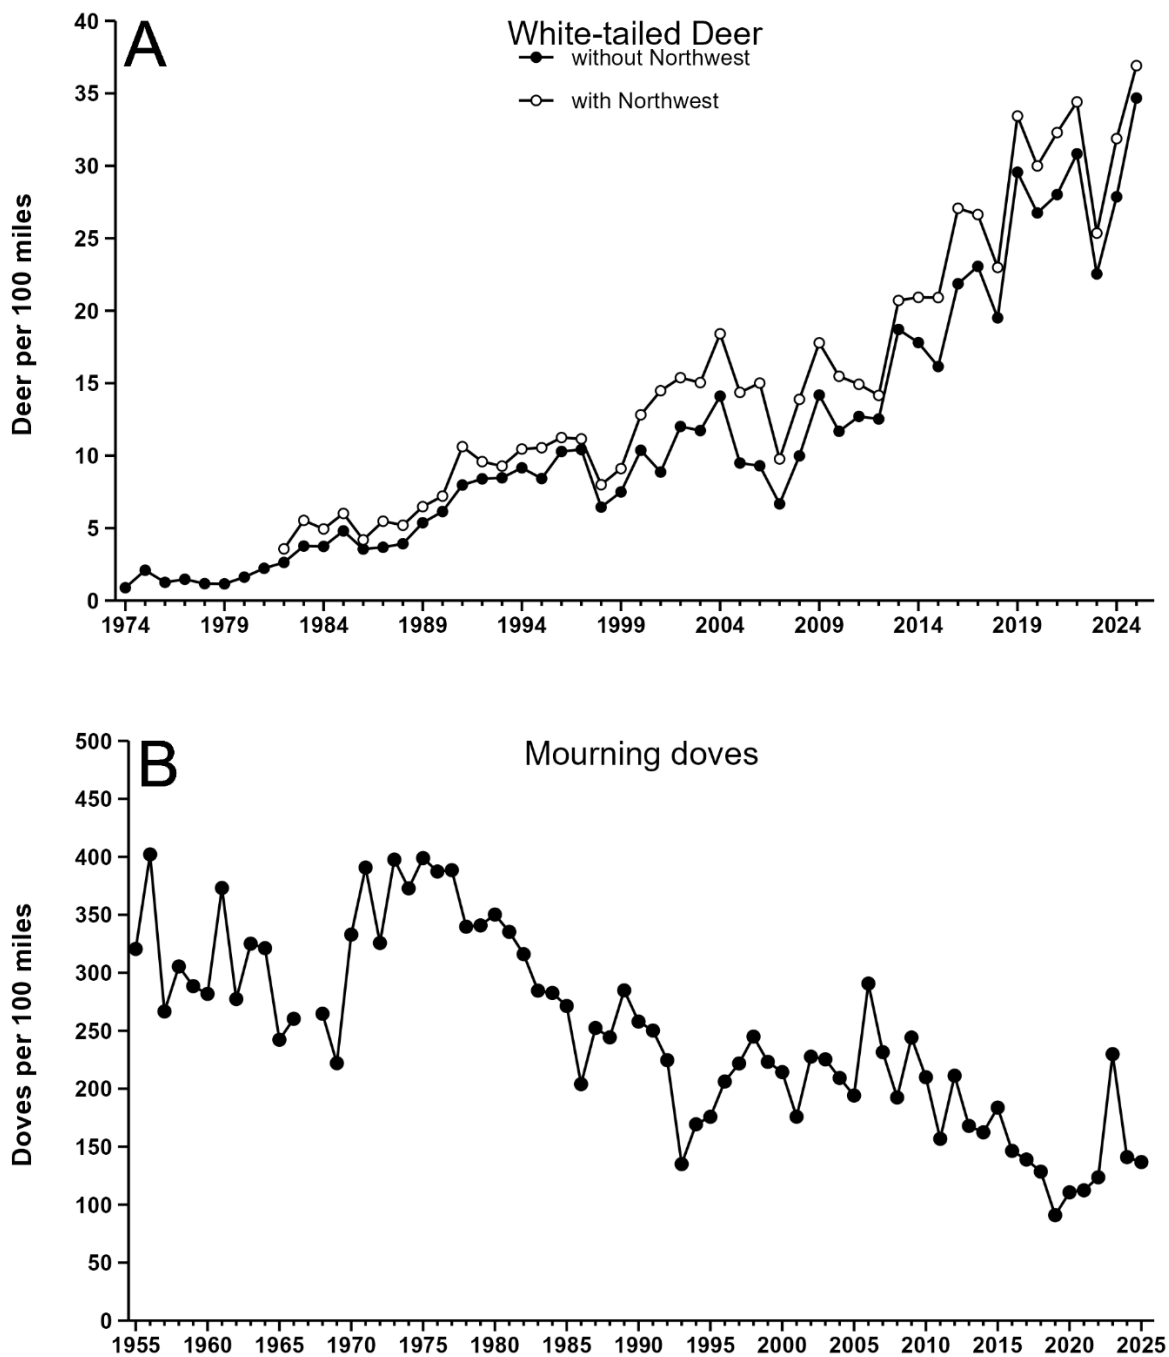 A
White-tailed Deer
without Northwest
with Northwest
Deer per 100 miles
40
35
30
25
20
15
10
5
0
1974 1979 1984 1989 1994 1999 2004 2009 2014 2019 2024
B
Mourning doves
Doves per 100 miles
500
450
400
350
300
250
200
150
100
50
0
1955 1960 1965 1970 1975 1980 1985 1990 1995 2000 2005 2010 2015 2020 2025